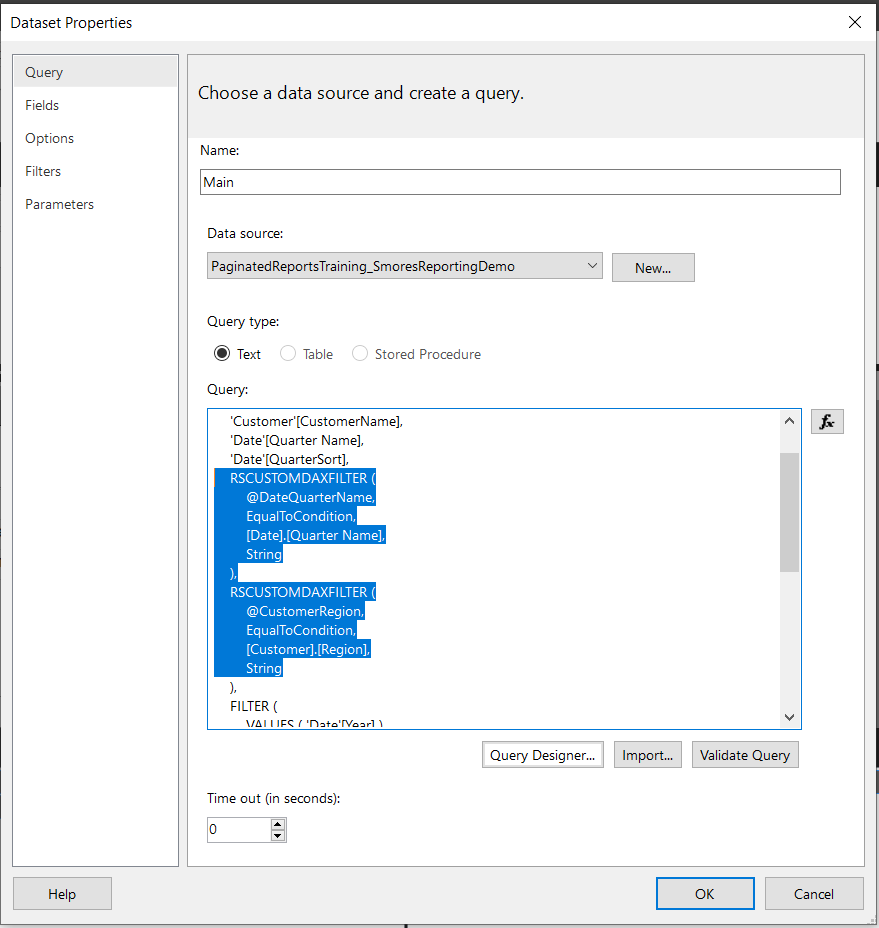 Dataset Properties
Query
Fields
Options
Filters
Parameters
Choose a data source and create a query.
Name:
Main
Data source:
PaginatedReportsTraining_SmoresReportingDemo
New...
Query type:
Text
Table
Stored Procedure
Query:
'Customer'[CustomerName],
'Date'[Quarter Name],
'Date'[QuarterSort],
RSCUSTOMDAXFILTER (
@DateQuarterName,
EqualToCondition,
[Date].[Quarter Name],
String
),
RSCUSTOMDAXFILTER (
@CustomerRegion,
EqualToCondition,
[Customer].[Region],
String
),
FILTER (
VALUES ( 'Date'[Year] )
fx
Query Designer...
Import...
Validate Query
Time out (in seconds):
0
Help
OK
Cancel